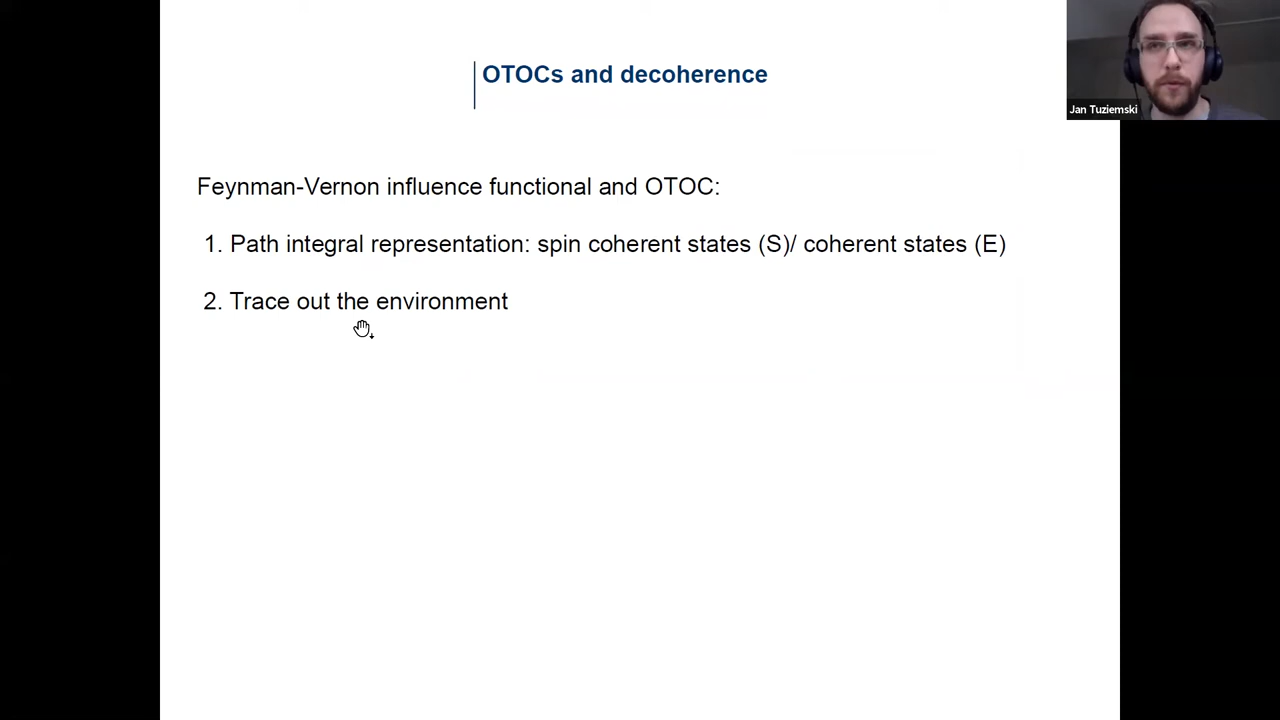 OTOCs and decoherence
Jan Tuziemski
Feynman-Vernon influence functional and OTOC:
1. Path integral representation: spin coherent states (S)/ coherent states (E)
2. Trace out the environment